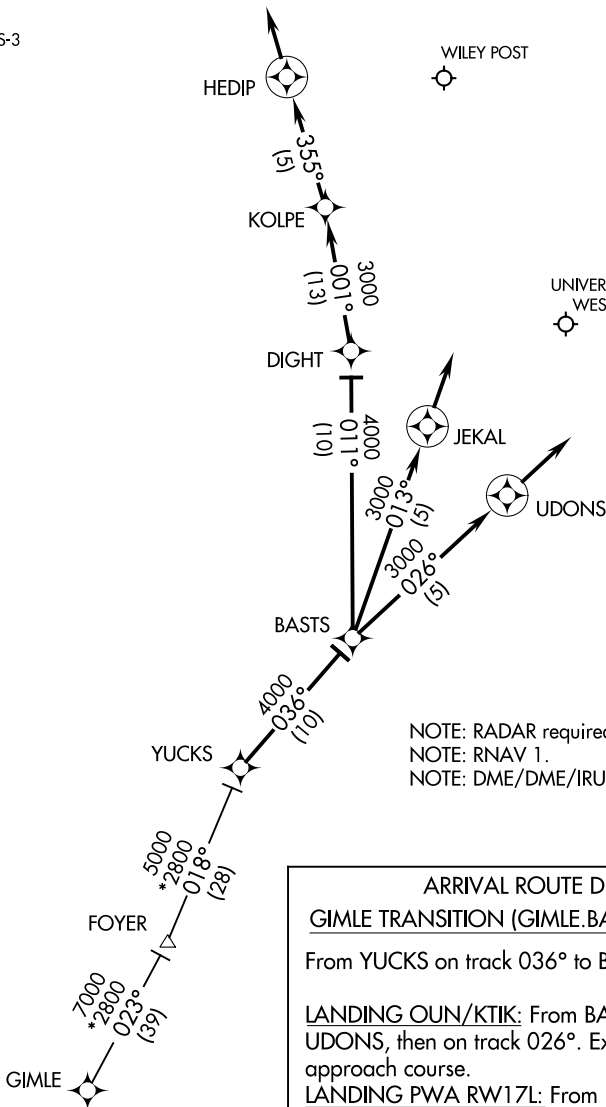 S-3
WILEY POST
HEDIP
355°
(5)
KOLPE
3000
001°
(13)
UNIVER
WES
DIGHT
4000
011°
(10)
JEKAL
3000
013°
(5)
UDONS
3000
026°
(5)
BASTS
4000
036°
(10)
NOTE: RADAR required
NOTE: RNAV 1.
NOTE: DME/DME/IRU
YUCKS
5000
*2800
018°
(28)
FOYER
7000
*2800
023°
(39)
GIMLE
ARRIVAL ROUTE D
GIMLE TRANSITION (GIMLE.BA
From YUCKS on track 036° to B
LANDING OUN/KTIK: From BA
UDONS, then on track 026°. Ex
approach course.
LANDING PWA RW17L: From